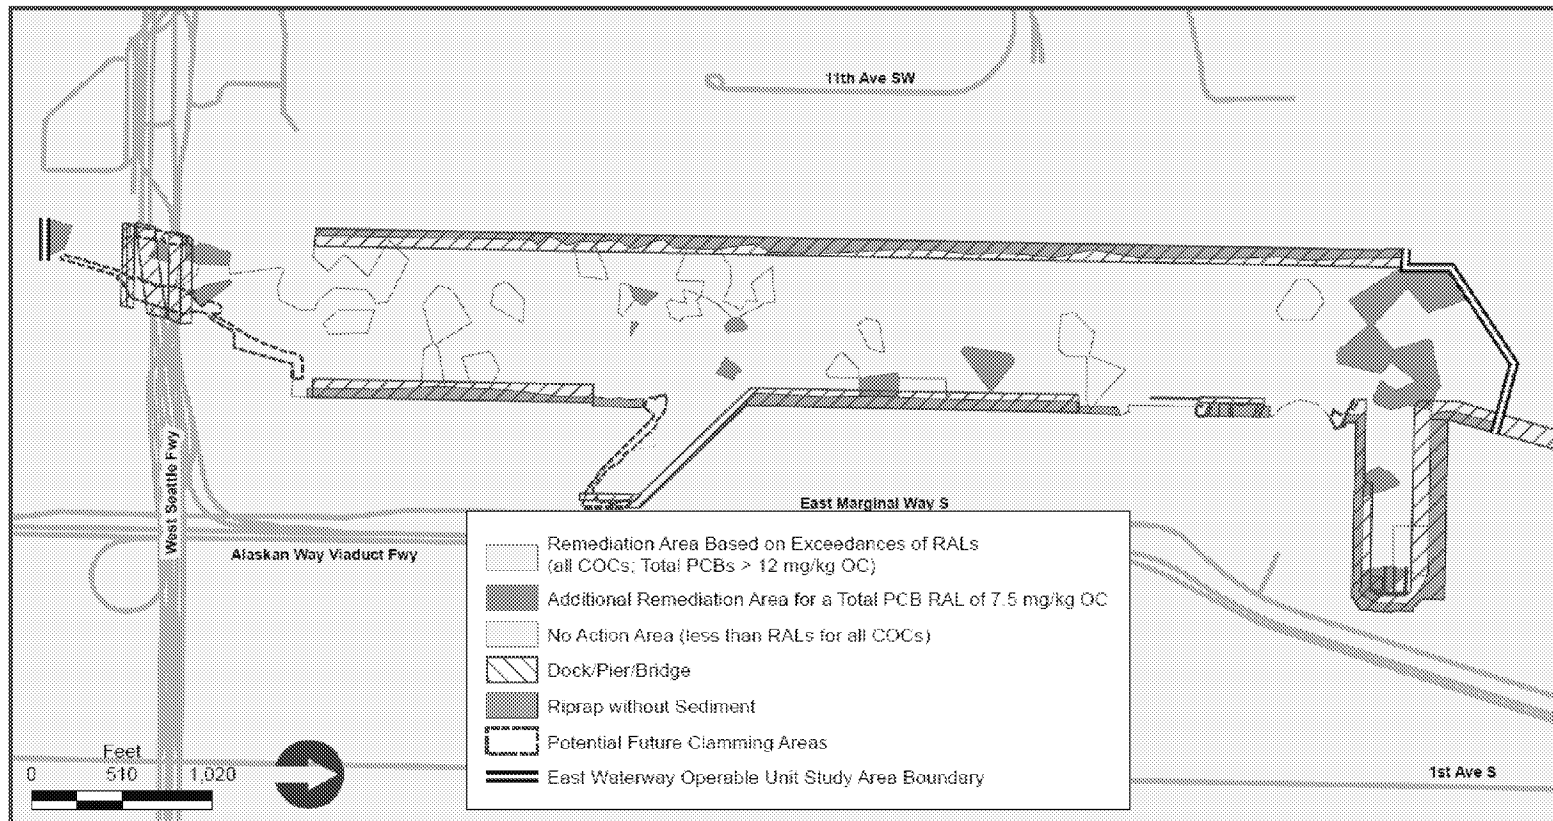 11th Ave SW
West Seattle Fwy
East Marginal Way S
Alaskan Way Viaduct Fwy
Remediation Area Based on Exceedances of RALs
(all COCs; Total PCBs > 12 mg/kg OC)
Additional Remediation Area for a Total PCB RAL of 7.5 mg/kg OC
No Action Area (less than RALs for all COCs)
Dock/Pier/Bridge
Riprap without Sediment
Potential Future Clamming Areas
East Waterway Operable Unit Study Area Boundary
Feet
0 510 1,020
1st Ave S